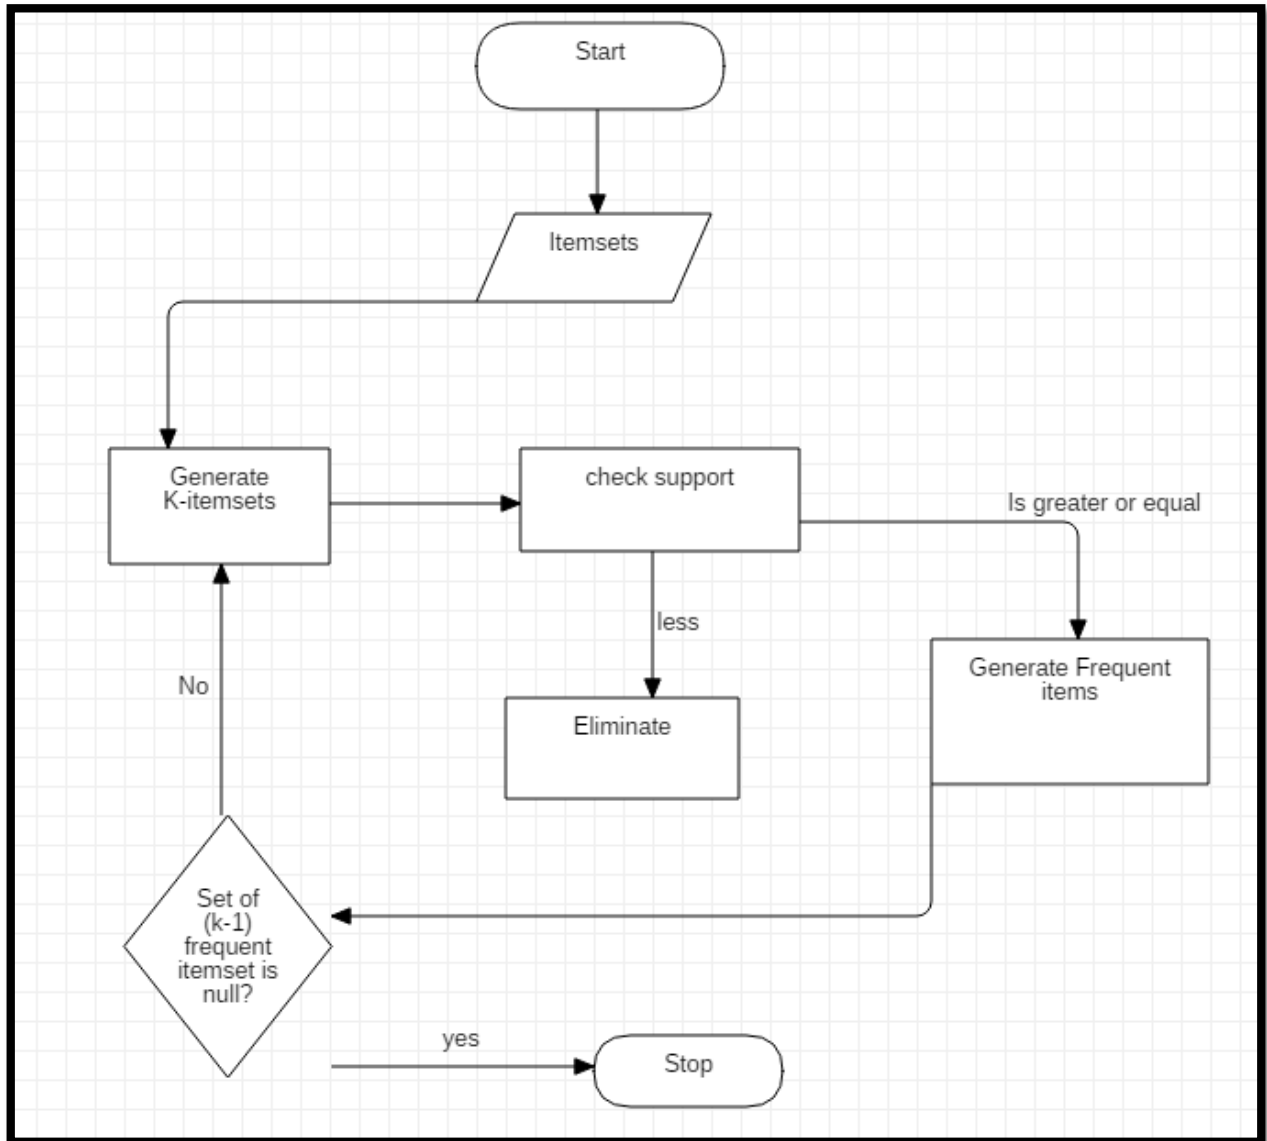 Start
Itemsets
Generate
K-itemsets
check support
Is greater or equal
less
Generate Frequent
items
No
Eliminate
Set of
(k-1)
frequent
itemset is
null?
yes
Stop